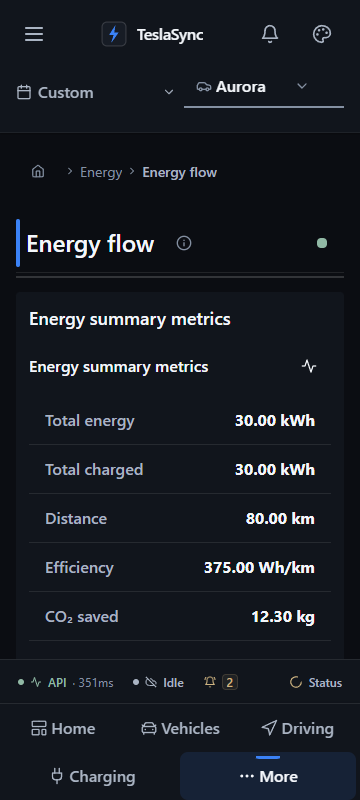 TeslaSync
Custom
Aurora
Energy
Energy flow
Energy flow
Energy summary metrics
Energy summary metrics
Total energy 30.00 kWh
Total charged 30.00 kWh
Distance 80.00 km
Efficiency 375.00 Wh/km
CO₂ saved 12.30 kg
API · 351ms Idle 2 Status
Home Vehicles Driving
Charging More